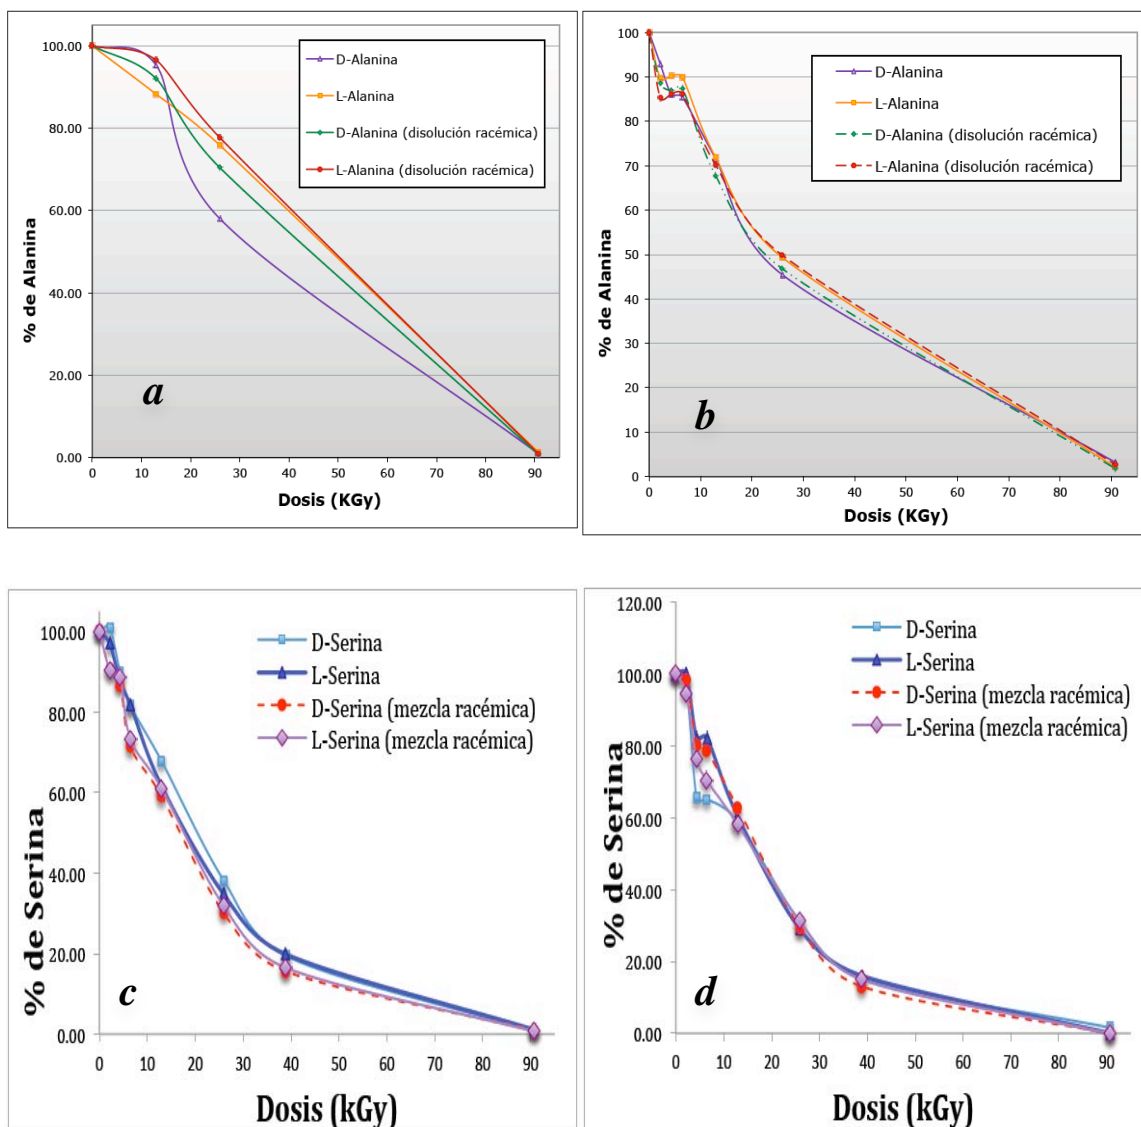 100.00
80.00
60.00
40.00
20.00
0.00
% de Alanina
D-Alanina
L-Alanina
D-Alanina (disolución racémica)
L-Alanina (disolución racémica)
a
0 10 20 30 40 50 60 70 80 90
Dosis (KGy)
100
90
80
70
60
50
40
30
20
10
0
% de Alanina
D-Alanina
L-Alanina
D-Alanina (disolución racémica)
L-Alanina (disolución racémica)
b
0 10 20 30 40 50 60 70 80 90
Dosis (KGy)
100.00
80.00
60.00
40.00
20.00
0.00
% de Serina
D-Serina
L-Serina
D-Serina (mezcla racémica)
L-Serina (mezcla racémica)
c
0 10 20 30 40 50 60 70 80 90
Dosis (kGy)
120.00
100.00
80.00
60.00
40.00
20.00
0.00
% de Serina
D-Serina
L-Serina
D-Serina (mezcla racémica)
L-Serina (mezcla racémica)
d
0 10 20 30 40 50 60 70 80 90
Dosis (kGy)